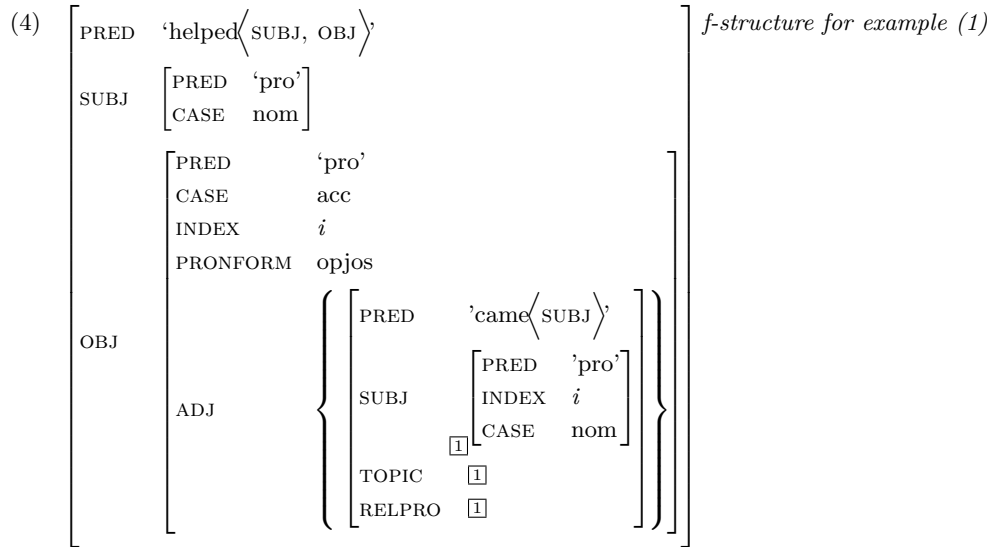 (4) PRED ‘helped⟨SUBJ, OBJ⟩’ f-structure for example (1)
SUBJ PRED ‘pro’
CASE nom
PRED ‘pro’
CASE acc
INDEX i
PRONFORM opjos
OBJ
PRED ’came⟨SUBJ⟩’
PRED ’pro’
SUBJ INDEX i
ADJ
CASE nom
1
TOPIC 1
RELPRO 1